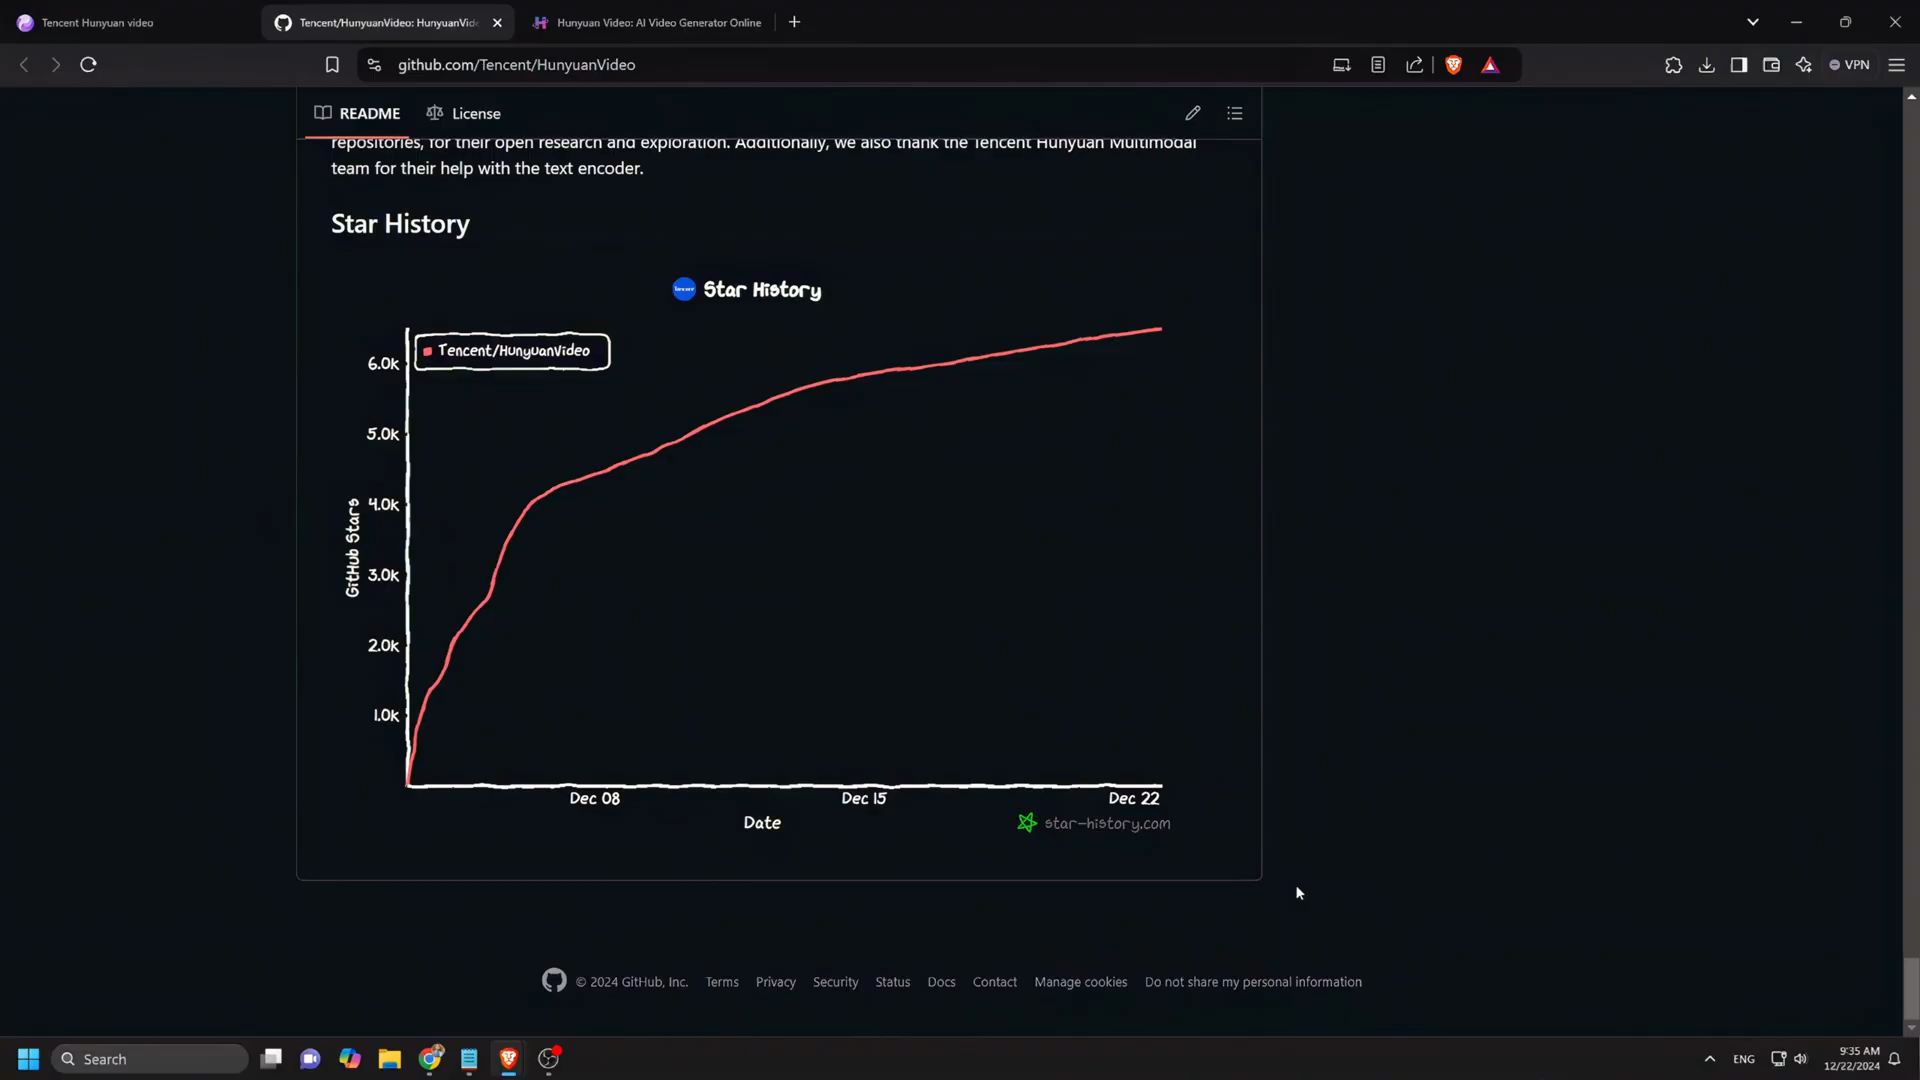 Tencent Hunyuan video
Tencent/HunyuanVideo: HunyuanVid
Hunyuan Video: AI Video Generator Online
github.com/Tencent/HunyuanVideo
VPN
README
License
repositories, for their open research and exploration. Additionally, we also thank the Tencent Hunyuan Multimodal
team for their help with the text encoder.
Star History
Tencent
Star History
Tencent/HunyuanVideo
6.0k
5.0k
4.0k
3.0k
2.0k
1.0k
GitHub Stars
Dec 08
Dec 15
Dec 22
Date
star-history.com
© 2024 GitHub, Inc.
Terms
Privacy
Security
Status
Docs
Contact
Manage cookies
Do not share my personal information
Search
ENG
9:35 AM
12/22/2024